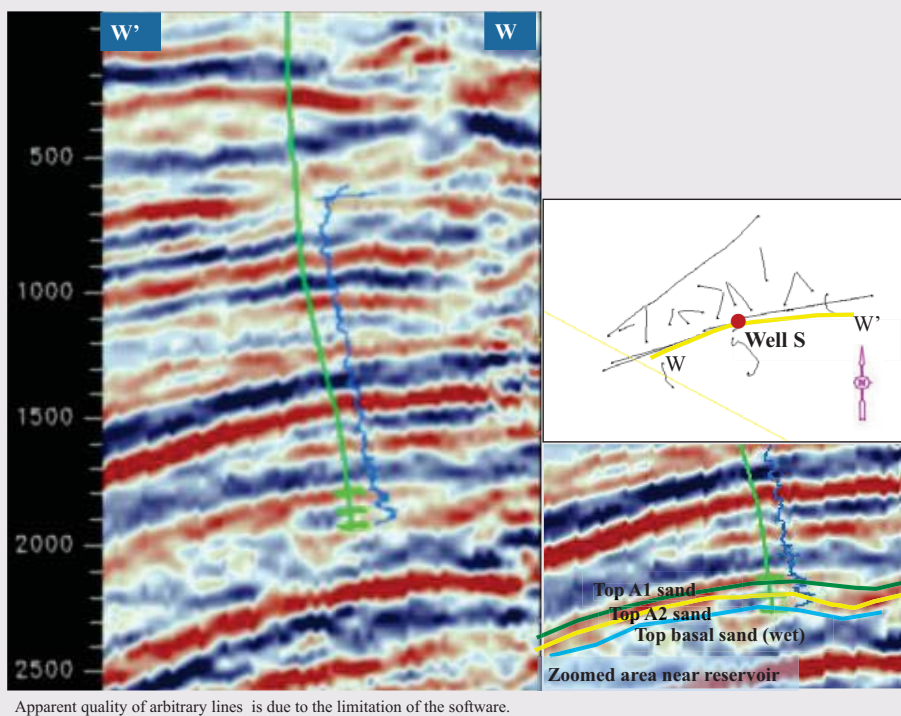 W’
W
500
1000
1500
2000
2500
W
Well S
W’
N
Top A1 sand
Top A2 sand
Top basal sand (wet)
Zoomed area near reservoir
Apparent quality of arbitrary lines is due to the limitation of the software.